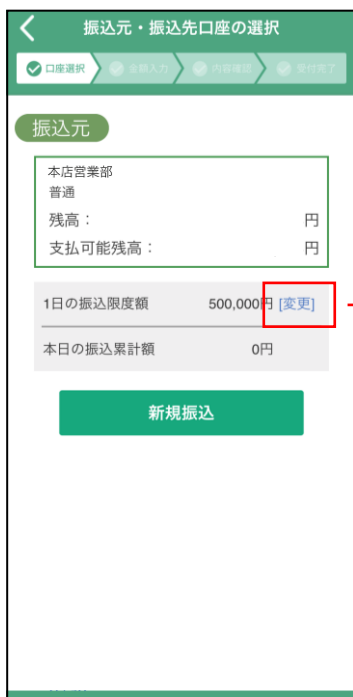 振込元・振込先口座の選択
口座選択 金額入力 内容確認 受付完了
振込元
本店営業部
普通
残高： 円
支払可能残高： 円
1日の振込限度額 500,000円 [変更]
本日の振込累計額 0円
新規振込